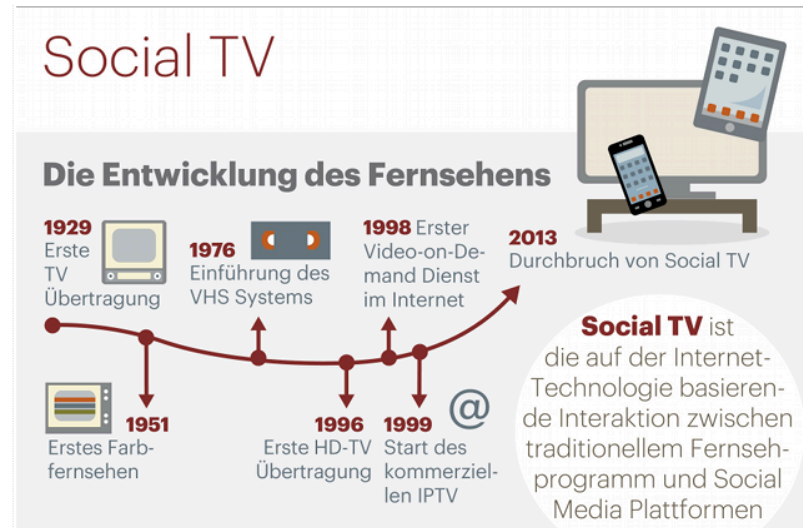 Social TV
Die Entwicklung des Fernsehens
1929
Erste
TV
Übertragung
1951
Erstes Farb-
fernsehen
1976
Einführung des
VHS Systems
1996
Erste HD-TV
Übertragung
1998 Erster
Video-on-De-
mand Dienst
im Internet
1999
Start des
kommerziel-
len IPTV
@
2013
Durchbruch von Social TV
Social TV ist
die auf der Internet-
Technologie basieren-
de Interaktion zwischen
traditionellem Fernseh-
programm und Social
Media Plattformen